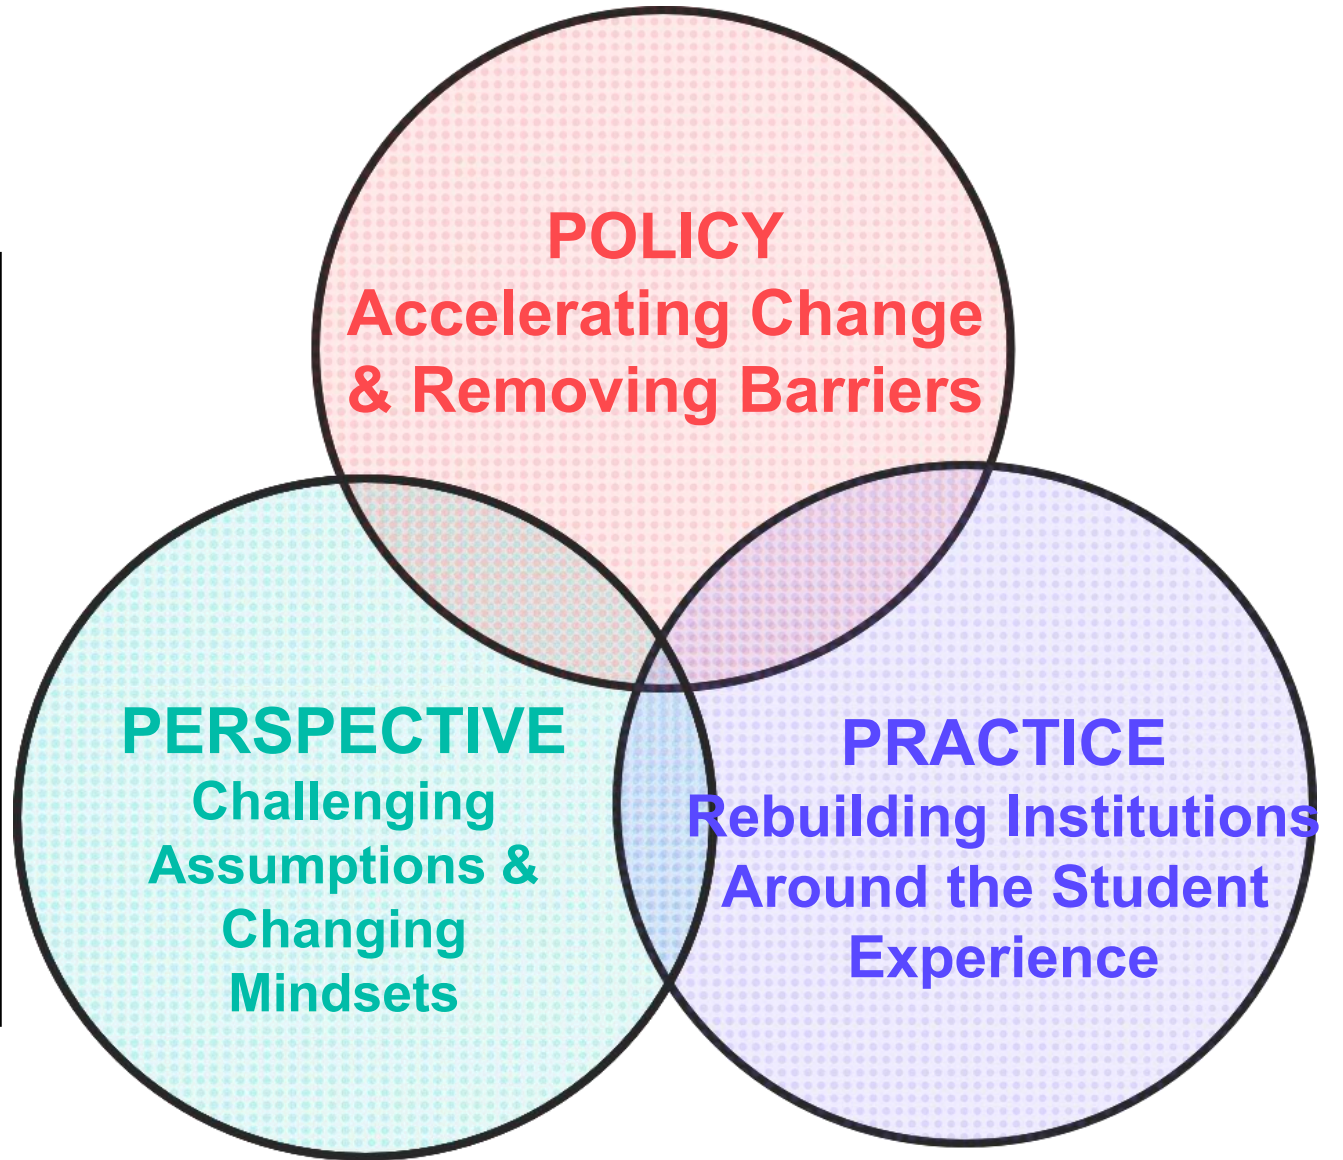 POLICY
Accelerating Change
& Removing Barriers
PERSPECTIVE
Challenging
Assumptions &
Changing
Mindsets
PRACTICE
Rebuilding Institutions
Around the Student
Experience